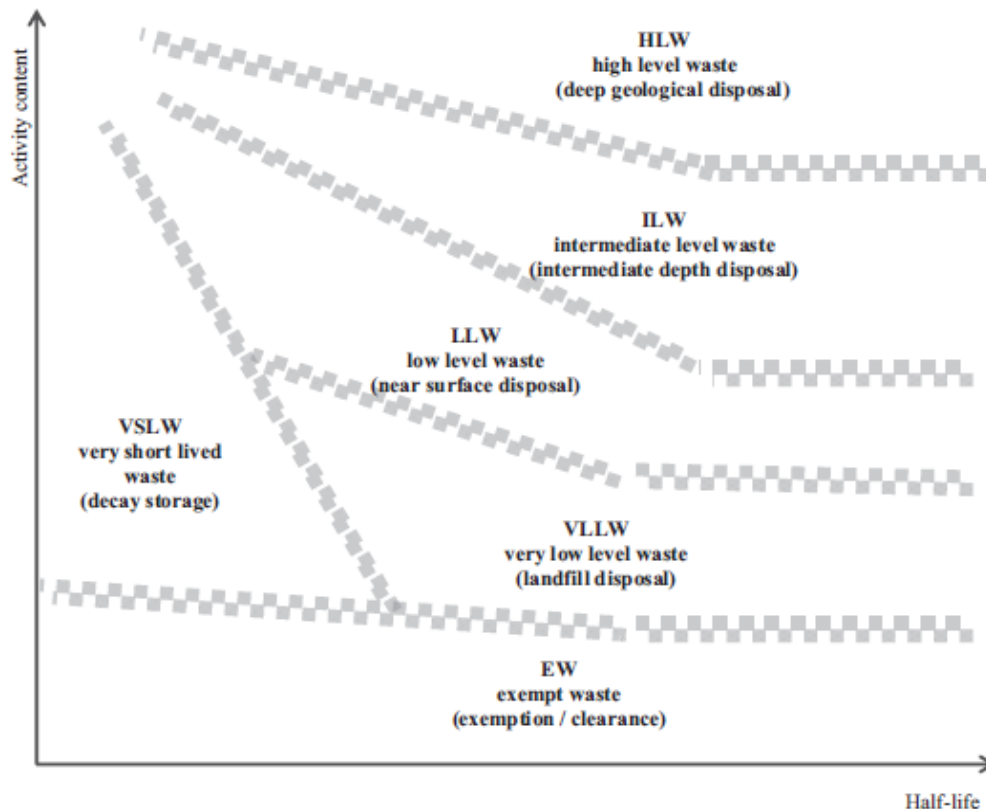 Activity content
HLW
high level waste
(deep geological disposal)
ILW
intermediate level waste
(intermediate depth disposal)
LLW
low level waste
(near surface disposal)
VSLW
very short lived
waste
(decay storage)
VLLW
very low level waste
(landfill disposal)
EW
exempt waste
(exemption / clearance)
Half-life